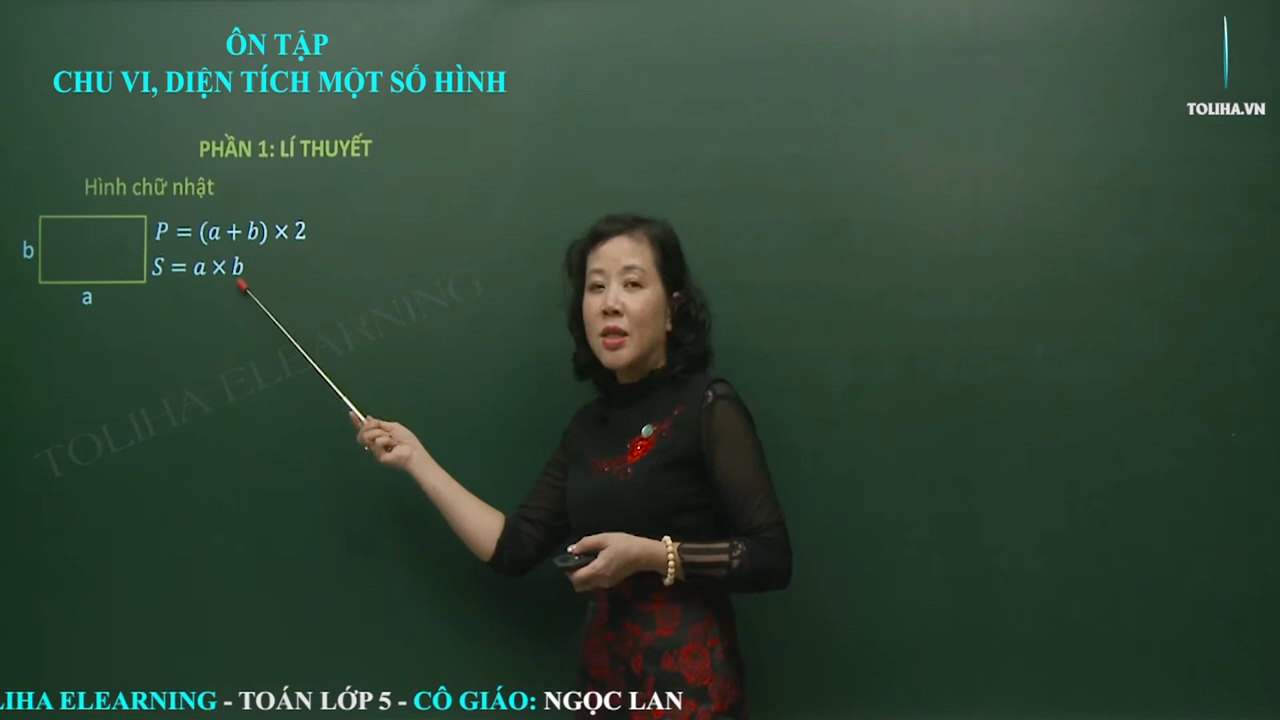 ÔN TẬP
CHU VI, DIỆN TÍCH MỘT SỐ HÌNH
TOLIHA.VN
PHẦN 1: LÍ THUYẾT
Hình chữ nhật
P = (a + b) × 2
b
S = a × b
a
TOLIHA ELEARNING
LIHA ELEARNING - TOÁN LỚP 5 - CÔ GIÁO: NGỌC LAN